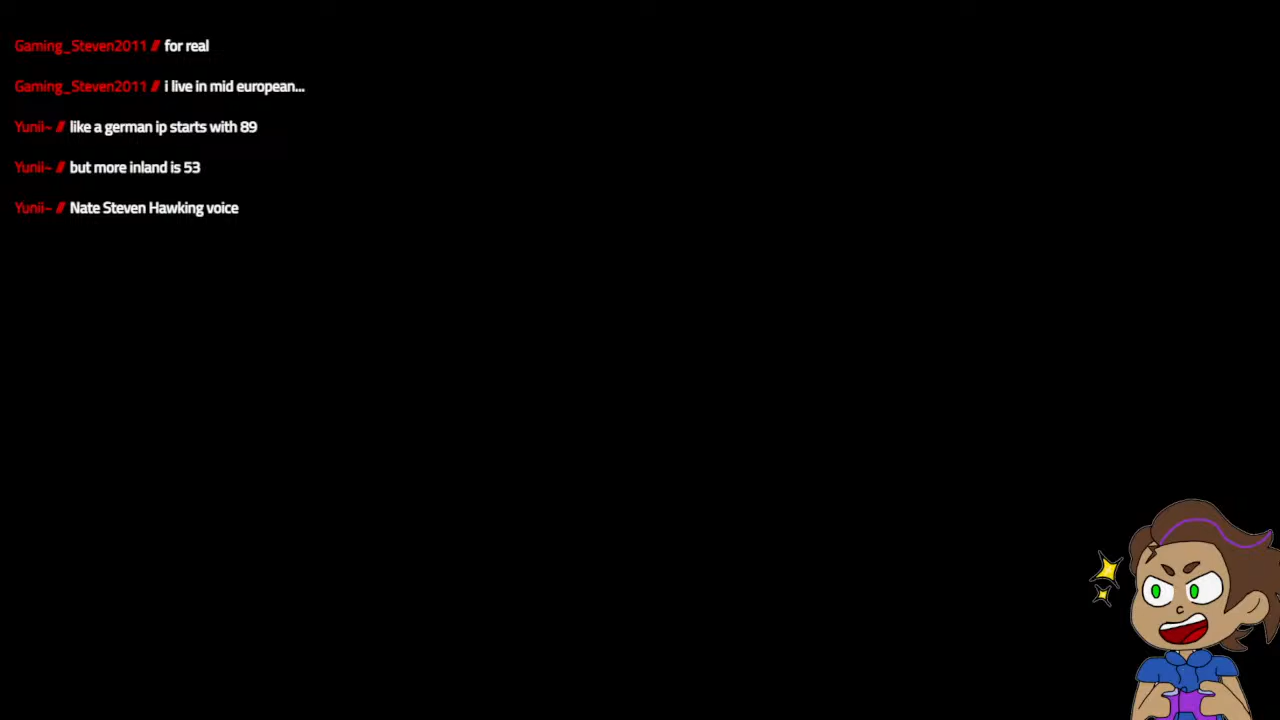 Gaming_Steven2011 // for real
Gaming_Steven2011 // i live in mid european...
Yunii~ // like a german ip starts with 89
Yunii~ // but more inland is 53
Yunii~ // Nate Steven Hawking voice